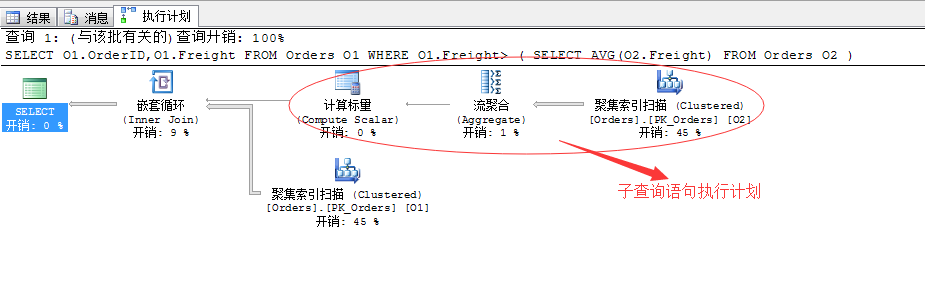 结果 消息 执行计划
查询 1: (与该批有关的)查询开销: 100%
SELECT O1.OrderID,O1.Freight FROM Orders O1 WHERE O1.Freight> ( SELECT AVG(O2.Freight) FROM Orders O2 )
SELECT
开销: 0 %
嵌套循环
(Inner Join)
开销: 9 %
计算标量
(Compute Scalar)
开销: 0 %
流聚合
(Aggregate)
开销: 1 %
聚集索引扫描 (Clustered)
[Orders].[PK_Orders] [O2]
开销: 45 %
聚集索引扫描 (Clustered)
[Orders].[PK_Orders] [O1]
开销: 45 %
子查询语句执行计划